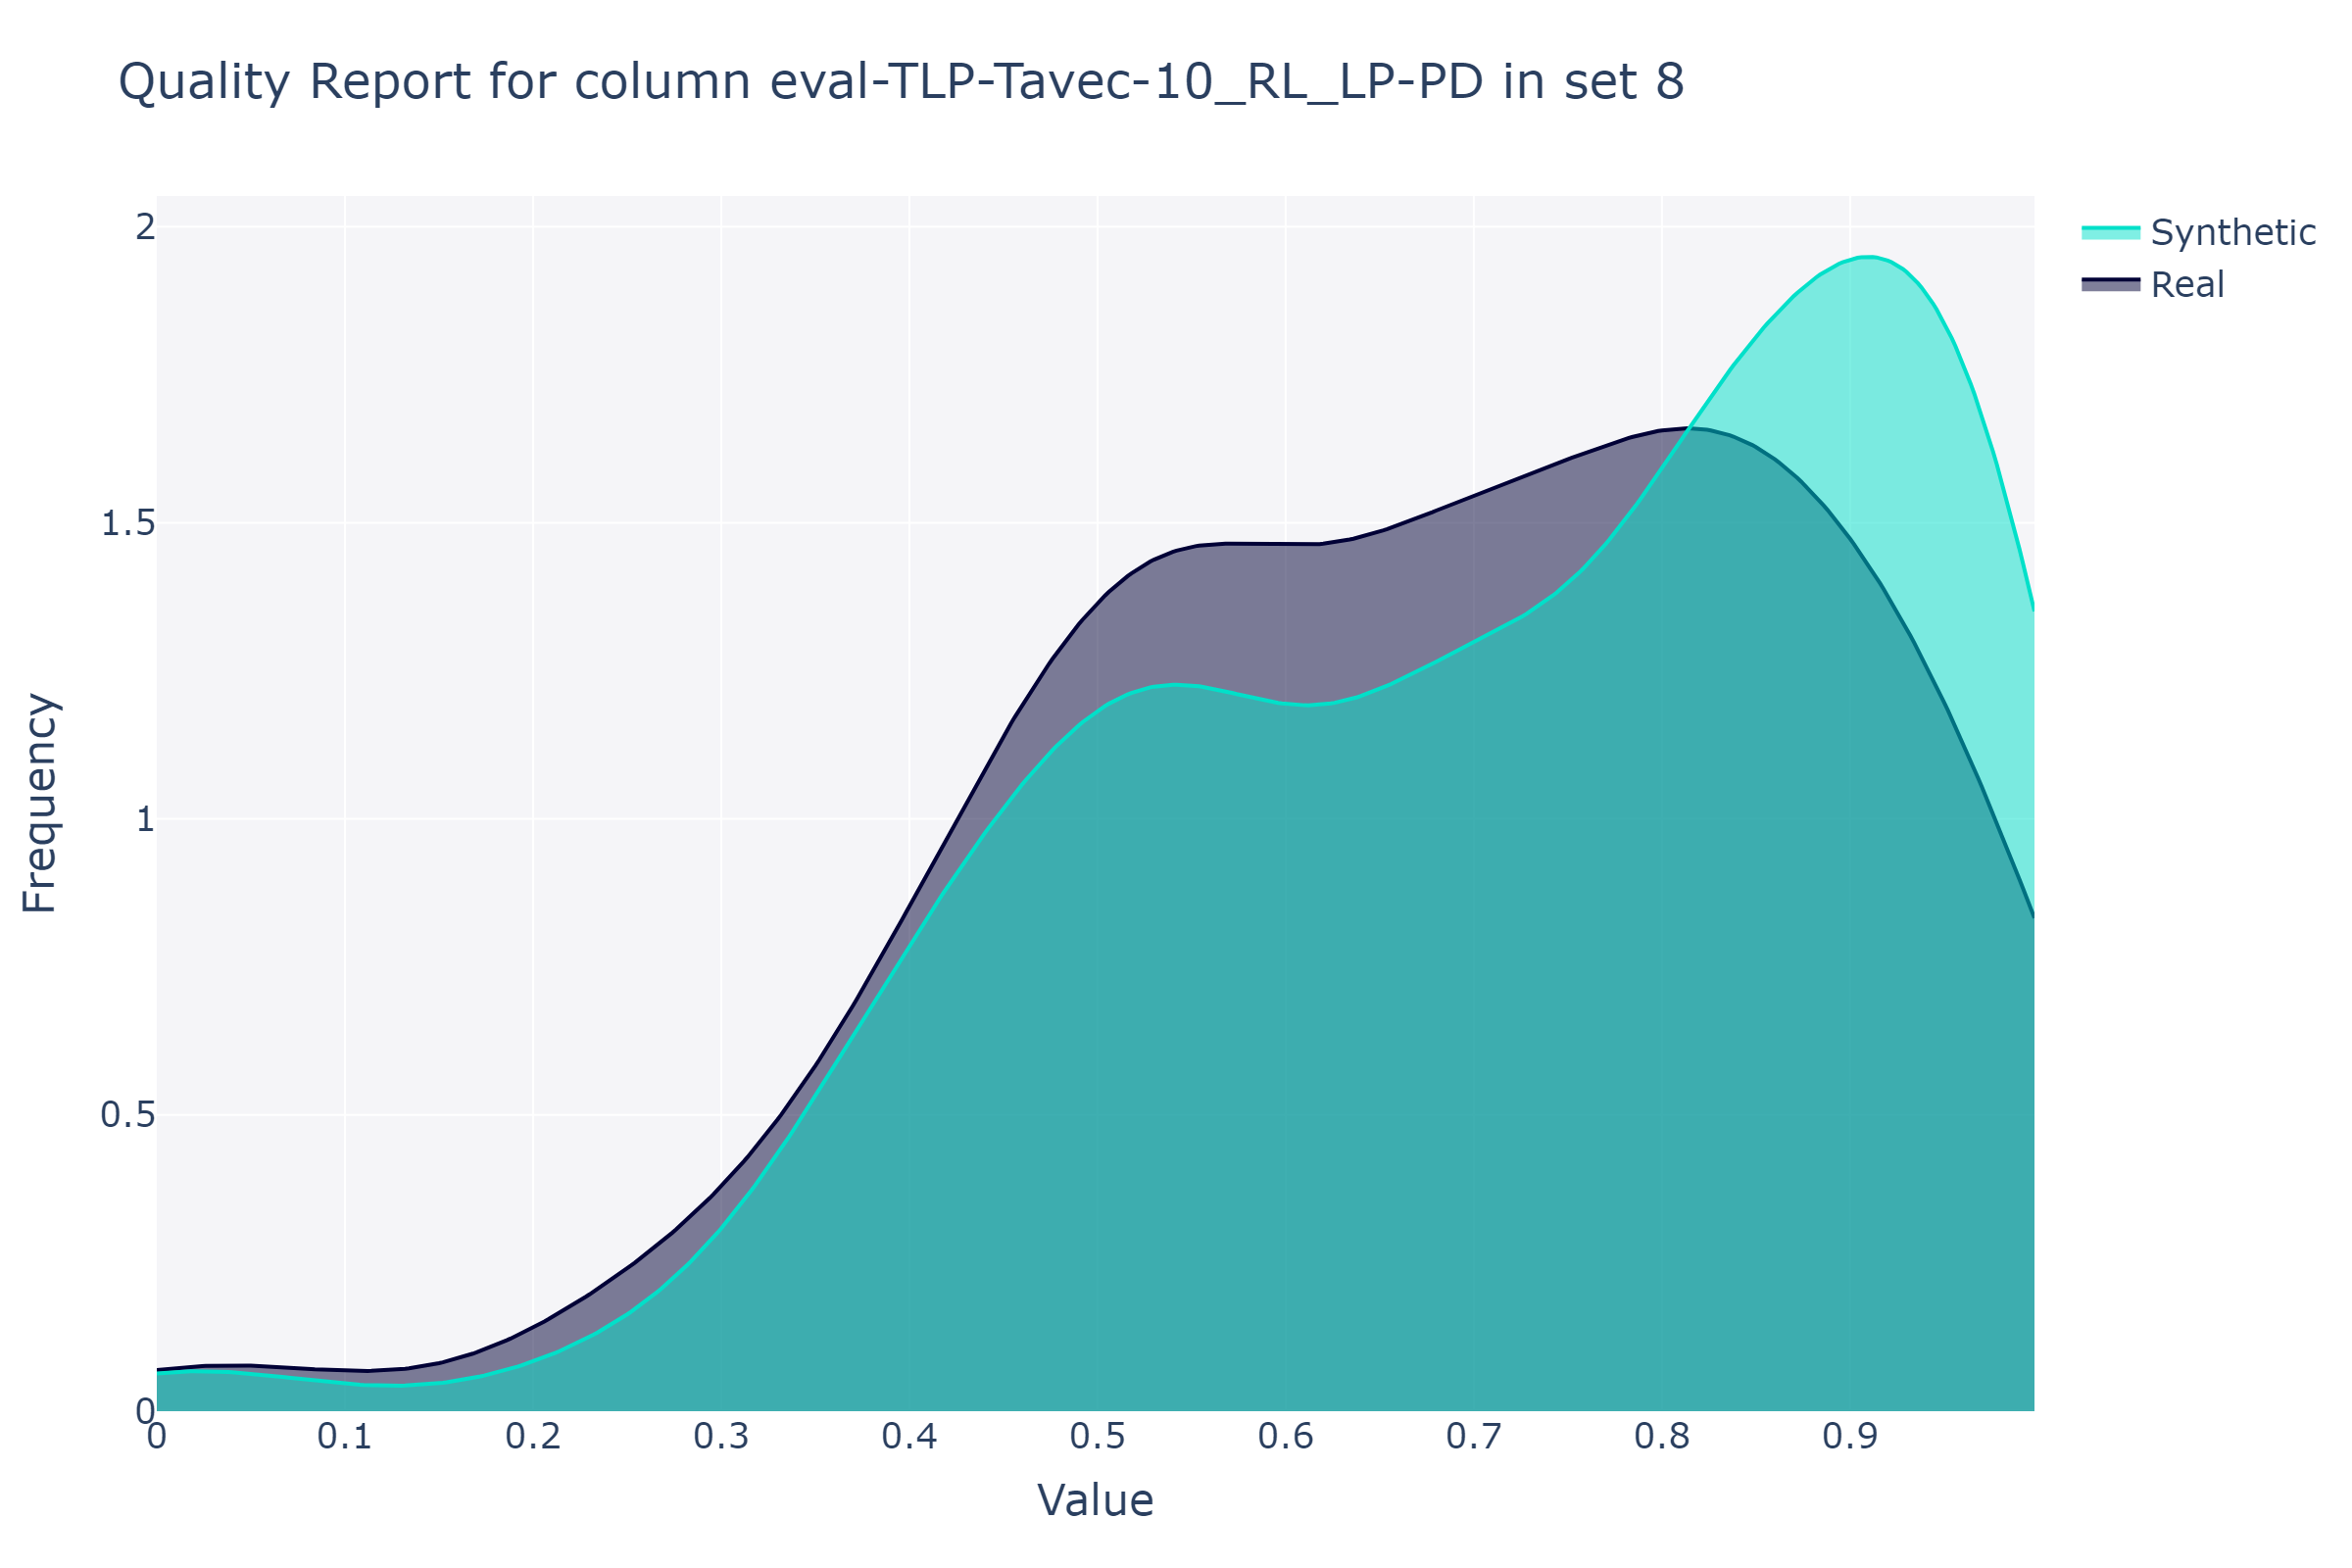 Quality Report for column eval-TLP-Tavec-10_RL_LP-PD in set 8
Synthetic
Real
2
1.5
1
0.5
0
Frequency
0 0.1 0.2 0.3 0.4 0.5 0.6 0.7 0.8 0.9
Value